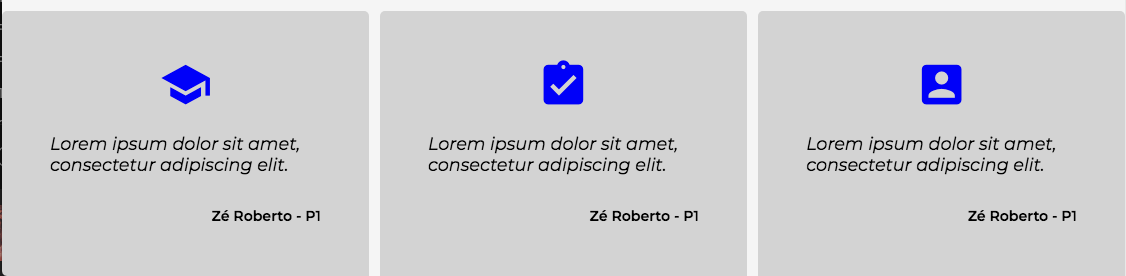 Lorem ipsum dolor sit amet,
consectetur adipiscing elit.
Zé Roberto - P1
Lorem ipsum dolor sit amet,
consectetur adipiscing elit.
Zé Roberto - P1
Lorem ipsum dolor sit amet,
consectetur adipiscing elit.
Zé Roberto - P1